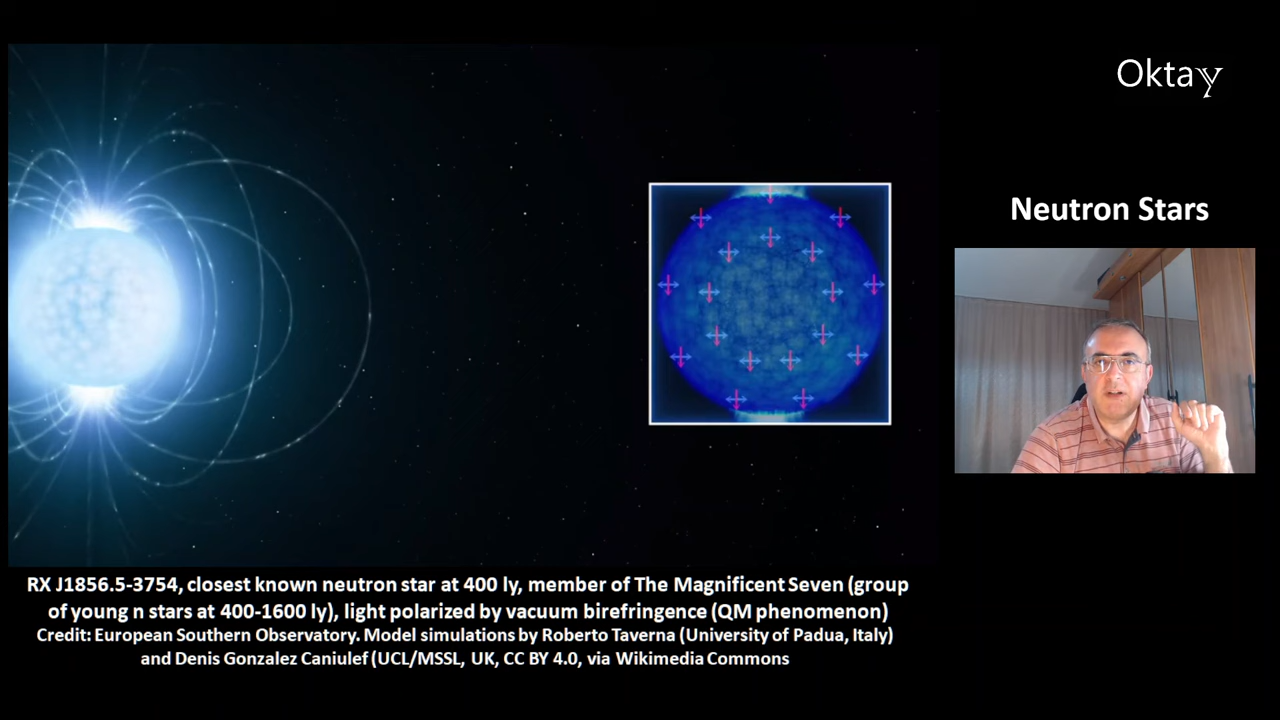 Oktay
Neutron Stars
RX J1856.5-3754, closest known neutron star at 400 ly, member of The Magnificent Seven (group
of young n stars at 400-1600 ly), light polarized by vacuum birefringence (QM phenomenon)
Credit: European Southern Observatory. Model simulations by Roberto Taverna (University of Padua, Italy)
and Denis Gonzalez Caniulef (UCL/MSSL, UK, CC BY 4.0, via Wikimedia Commons